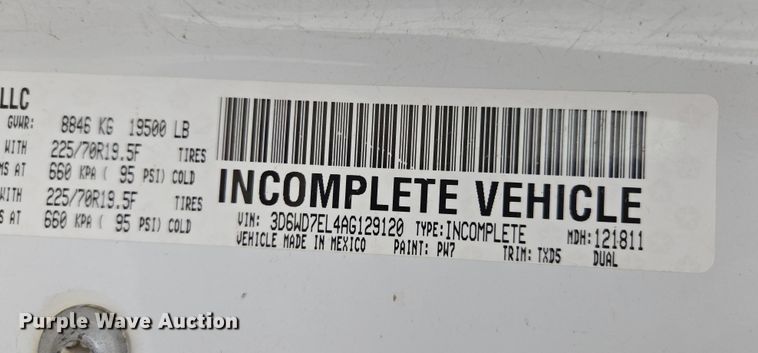 LLC
GVWR: 8846 KG 19500 LB
WITH 225/70R19.5F TIRES
MS AT 660 KPA ( 95 PSI) COLD
WITH 225/70R19.5F TIRES
S AT 660 KPA ( 95 PSI) COLD
INCOMPLETE VEHICLE
VIN: 3D6WD7EL4AG129120 TYPE:INCOMPLETE MDH:121811
VEHICLE MADE IN MEXICO PAINT: PW7 TRIM: TXD5 DUAL
Purple Wave Auction